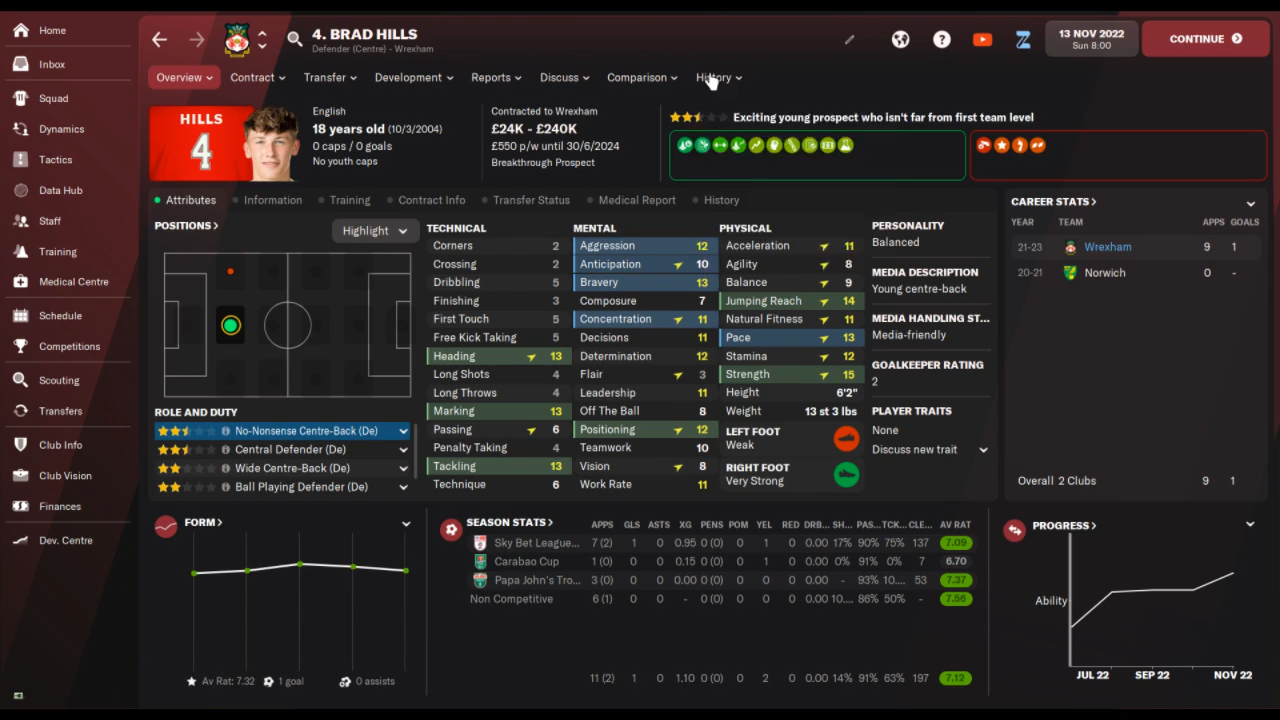 Home
Inbox
Squad
Dynamics
Tactics
Data Hub
Staff
Training
Medical Centre
Schedule
Competitions
Scouting
Transfers
Club Info
Club Vision
Finances
Dev. Centre
4. BRAD HILLS
Defender (Centre) - Wrexham
13 NOV 2022
Sun 8:00
CONTINUE
Overview Contract Transfer Development Reports Discuss Comparison History
HILLS
4
English
18 years old (10/3/2004)
0 caps / 0 goals
No youth caps
Contracted to Wrexham
£24K - £240K
£550 p/w until 30/6/2024
Breakthrough Prospect
Exciting young prospect who isn't far from first team level
Attributes Information Training Contract Info Transfer Status Medical Report History
POSITIONS >
Highlight
ROLE AND DUTY
No-Nonsense Centre-Back (De)
Central Defender (De)
Wide Centre-Back (De)
Ball Playing Defender (De)
TECHNICAL
Corners 2
Crossing 2
Dribbling 5
Finishing 3
First Touch 5
Free Kick Taking 5
Heading 13
Long Shots 4
Long Throws 4
Marking 13
Passing 6
Penalty Taking 4
Tackling 13
Technique 6
MENTAL
Aggression 12
Anticipation 10
Bravery 13
Composure 7
Concentration 11
Decisions 11
Determination 12
Flair 3
Leadership 11
Off The Ball 8
Positioning 12
Teamwork 10
Vision 8
Work Rate 11
PHYSICAL
Acceleration 11
Agility 8
Balance 9
Jumping Reach 14
Natural Fitness 11
Pace 13
Stamina 12
Strength 15
Height 6'2"
Weight 13 st 3 lbs
LEFT FOOT
Weak
RIGHT FOOT
Very Strong
PERSONALITY
Balanced
MEDIA DESCRIPTION
Young centre-back
MEDIA HANDLING ST...
Media-friendly
GOALKEEPER RATING
2
PLAYER TRAITS
None
Discuss new trait
CAREER STATS >
YEAR TEAM APPS GOALS
21-23 Wrexham 9 1
20-21 Norwich 0 -
Overall 2 Clubs 9 1
FORM >
Av Rat: 7.32 1 goal 0 assists
SEASON STATS > APPS GLS ASTS XG PENS POM YEL RED DRB... SH... PAS... TCK... CLE... AV RAT
Sky Bet League... 7 (2) 1 0 0.95 0 (0) 0 1 0 0.00 17% 90% 75% 137 7.09
Carabao Cup 1 (0) 0 0 0.15 0 (0) 0 1 0 0.00 0% 91% 0% 7 6.70
Papa John's Tro... 3 (0) 0 0 0.00 0 (0) 0 0 0 0.00 - 93% 10.... 53 7.37
Non Competitive 6 (1) 0 0 - 0 (0) 0 0 0 0.00 10.... 86% 50% - 7.56
11 (2) 1 0 1.10 0 (0) 0 2 0 0.00 14% 91% 63% 197 7.12
PROGRESS >
Ability
JUL 22 SEP 22 NOV 22